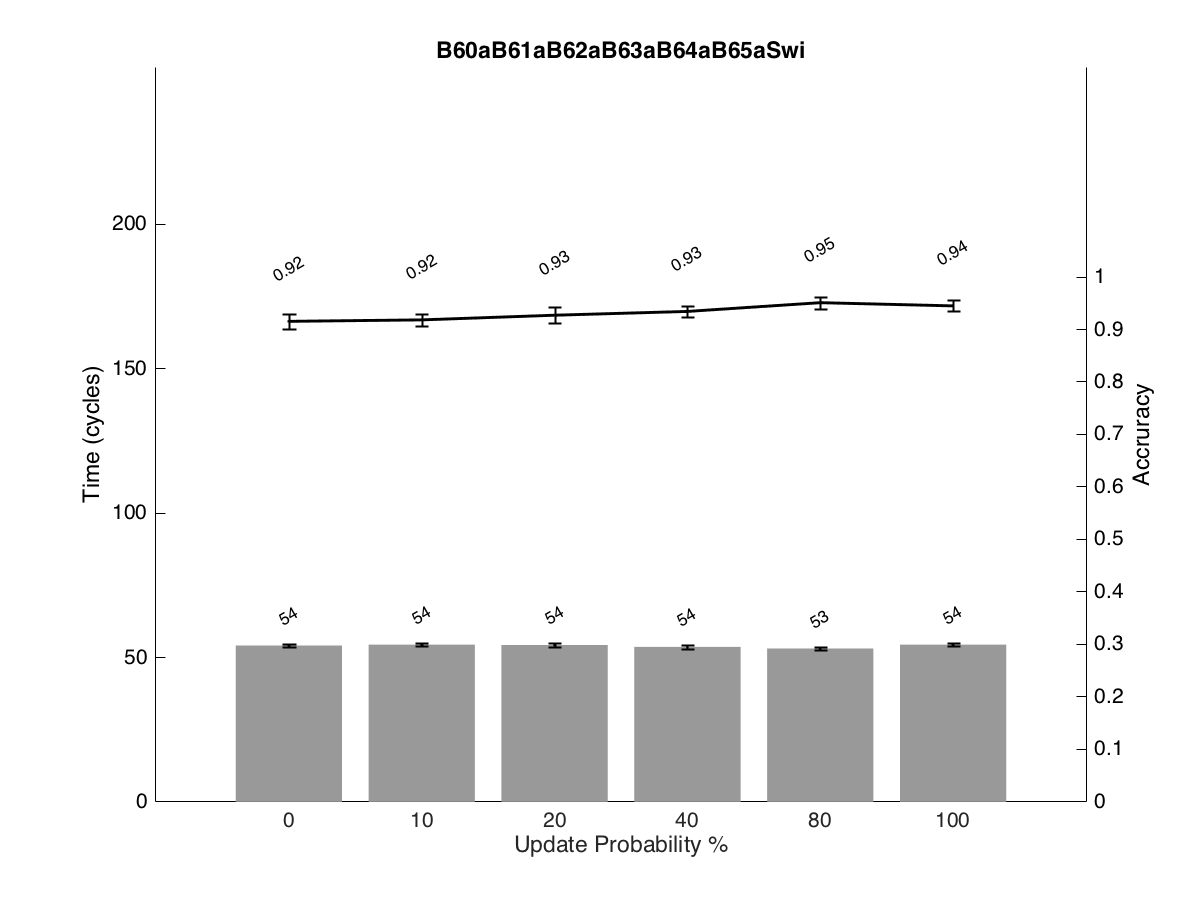 B60aB61aB62aB63aB64aB65aSwi
200
150
100
50
0
Time (cycles)
0.92 0.92 0.93 0.93 0.95 0.94
54 54 54 54 53 54
1
0.9
0.8
0.7
0.6
0.5
0.4
0.3
0.2
0.1
0
Accruracy
0 10 20 40 80 100
Update Probability %